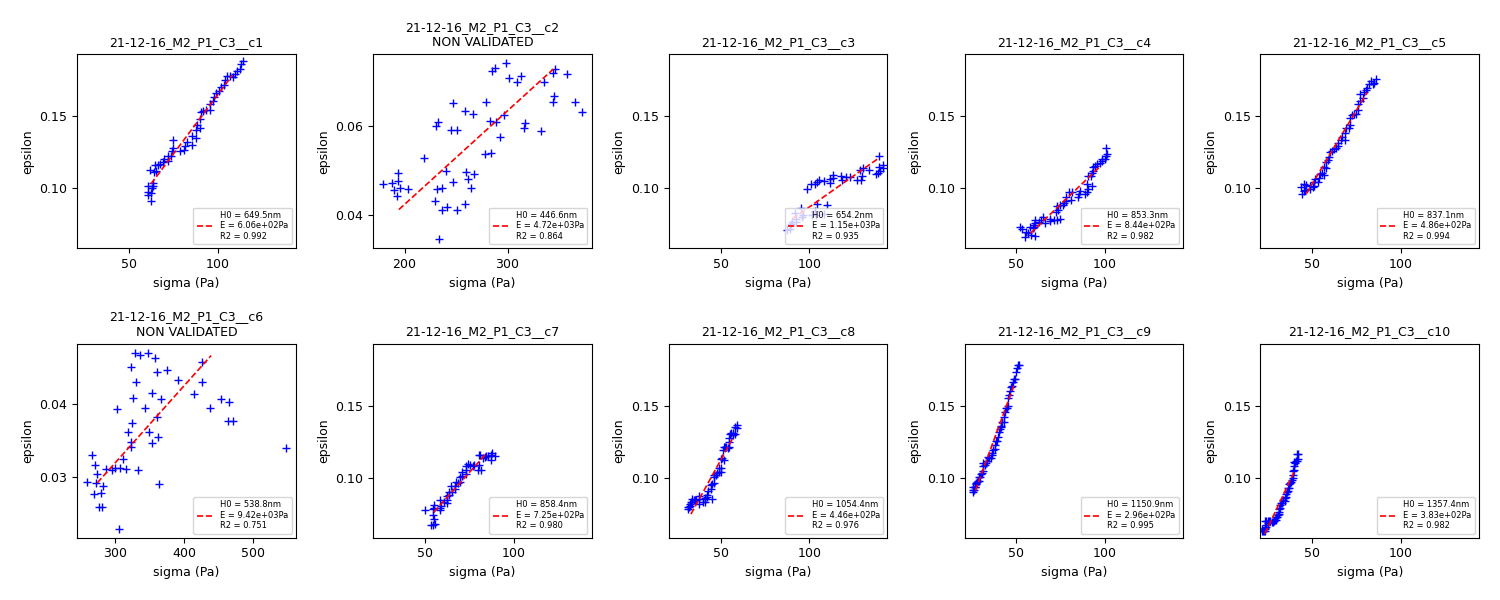 21-12-16_M2_P1_C3__c1
epsilon
0.15
0.10
50 100
sigma (Pa)
H0 = 649.5nm
E = 6.06e+02Pa
R2 = 0.992
21-12-16_M2_P1_C3__c2
NON VALIDATED
epsilon
0.06
0.04
200 300
sigma (Pa)
H0 = 446.6nm
E = 4.72e+03Pa
R2 = 0.864
21-12-16_M2_P1_C3__c3
epsilon
0.15
0.10
50 100
sigma (Pa)
H0 = 654.2nm
E = 1.15e+03Pa
R2 = 0.935
21-12-16_M2_P1_C3__c4
epsilon
0.15
0.10
50 100
sigma (Pa)
H0 = 853.3nm
E = 8.44e+02Pa
R2 = 0.982
21-12-16_M2_P1_C3__c5
epsilon
0.15
0.10
50 100
sigma (Pa)
H0 = 837.1nm
E = 4.86e+02Pa
R2 = 0.994
21-12-16_M2_P1_C3__c6
NON VALIDATED
epsilon
0.04
0.03
300 400 500
sigma (Pa)
H0 = 538.8nm
E = 9.42e+03Pa
R2 = 0.751
21-12-16_M2_P1_C3__c7
epsilon
0.15
0.10
50 100
sigma (Pa)
H0 = 858.4nm
E = 7.25e+02Pa
R2 = 0.980
21-12-16_M2_P1_C3__c8
epsilon
0.15
0.10
50 100
sigma (Pa)
H0 = 1054.4nm
E = 4.46e+02Pa
R2 = 0.976
21-12-16_M2_P1_C3__c9
epsilon
0.15
0.10
50 100
sigma (Pa)
H0 = 1150.9nm
E = 2.96e+02Pa
R2 = 0.995
21-12-16_M2_P1_C3__c10
epsilon
0.15
0.10
50 100
sigma (Pa)
H0 = 1357.4nm
E = 3.83e+02Pa
R2 = 0.982